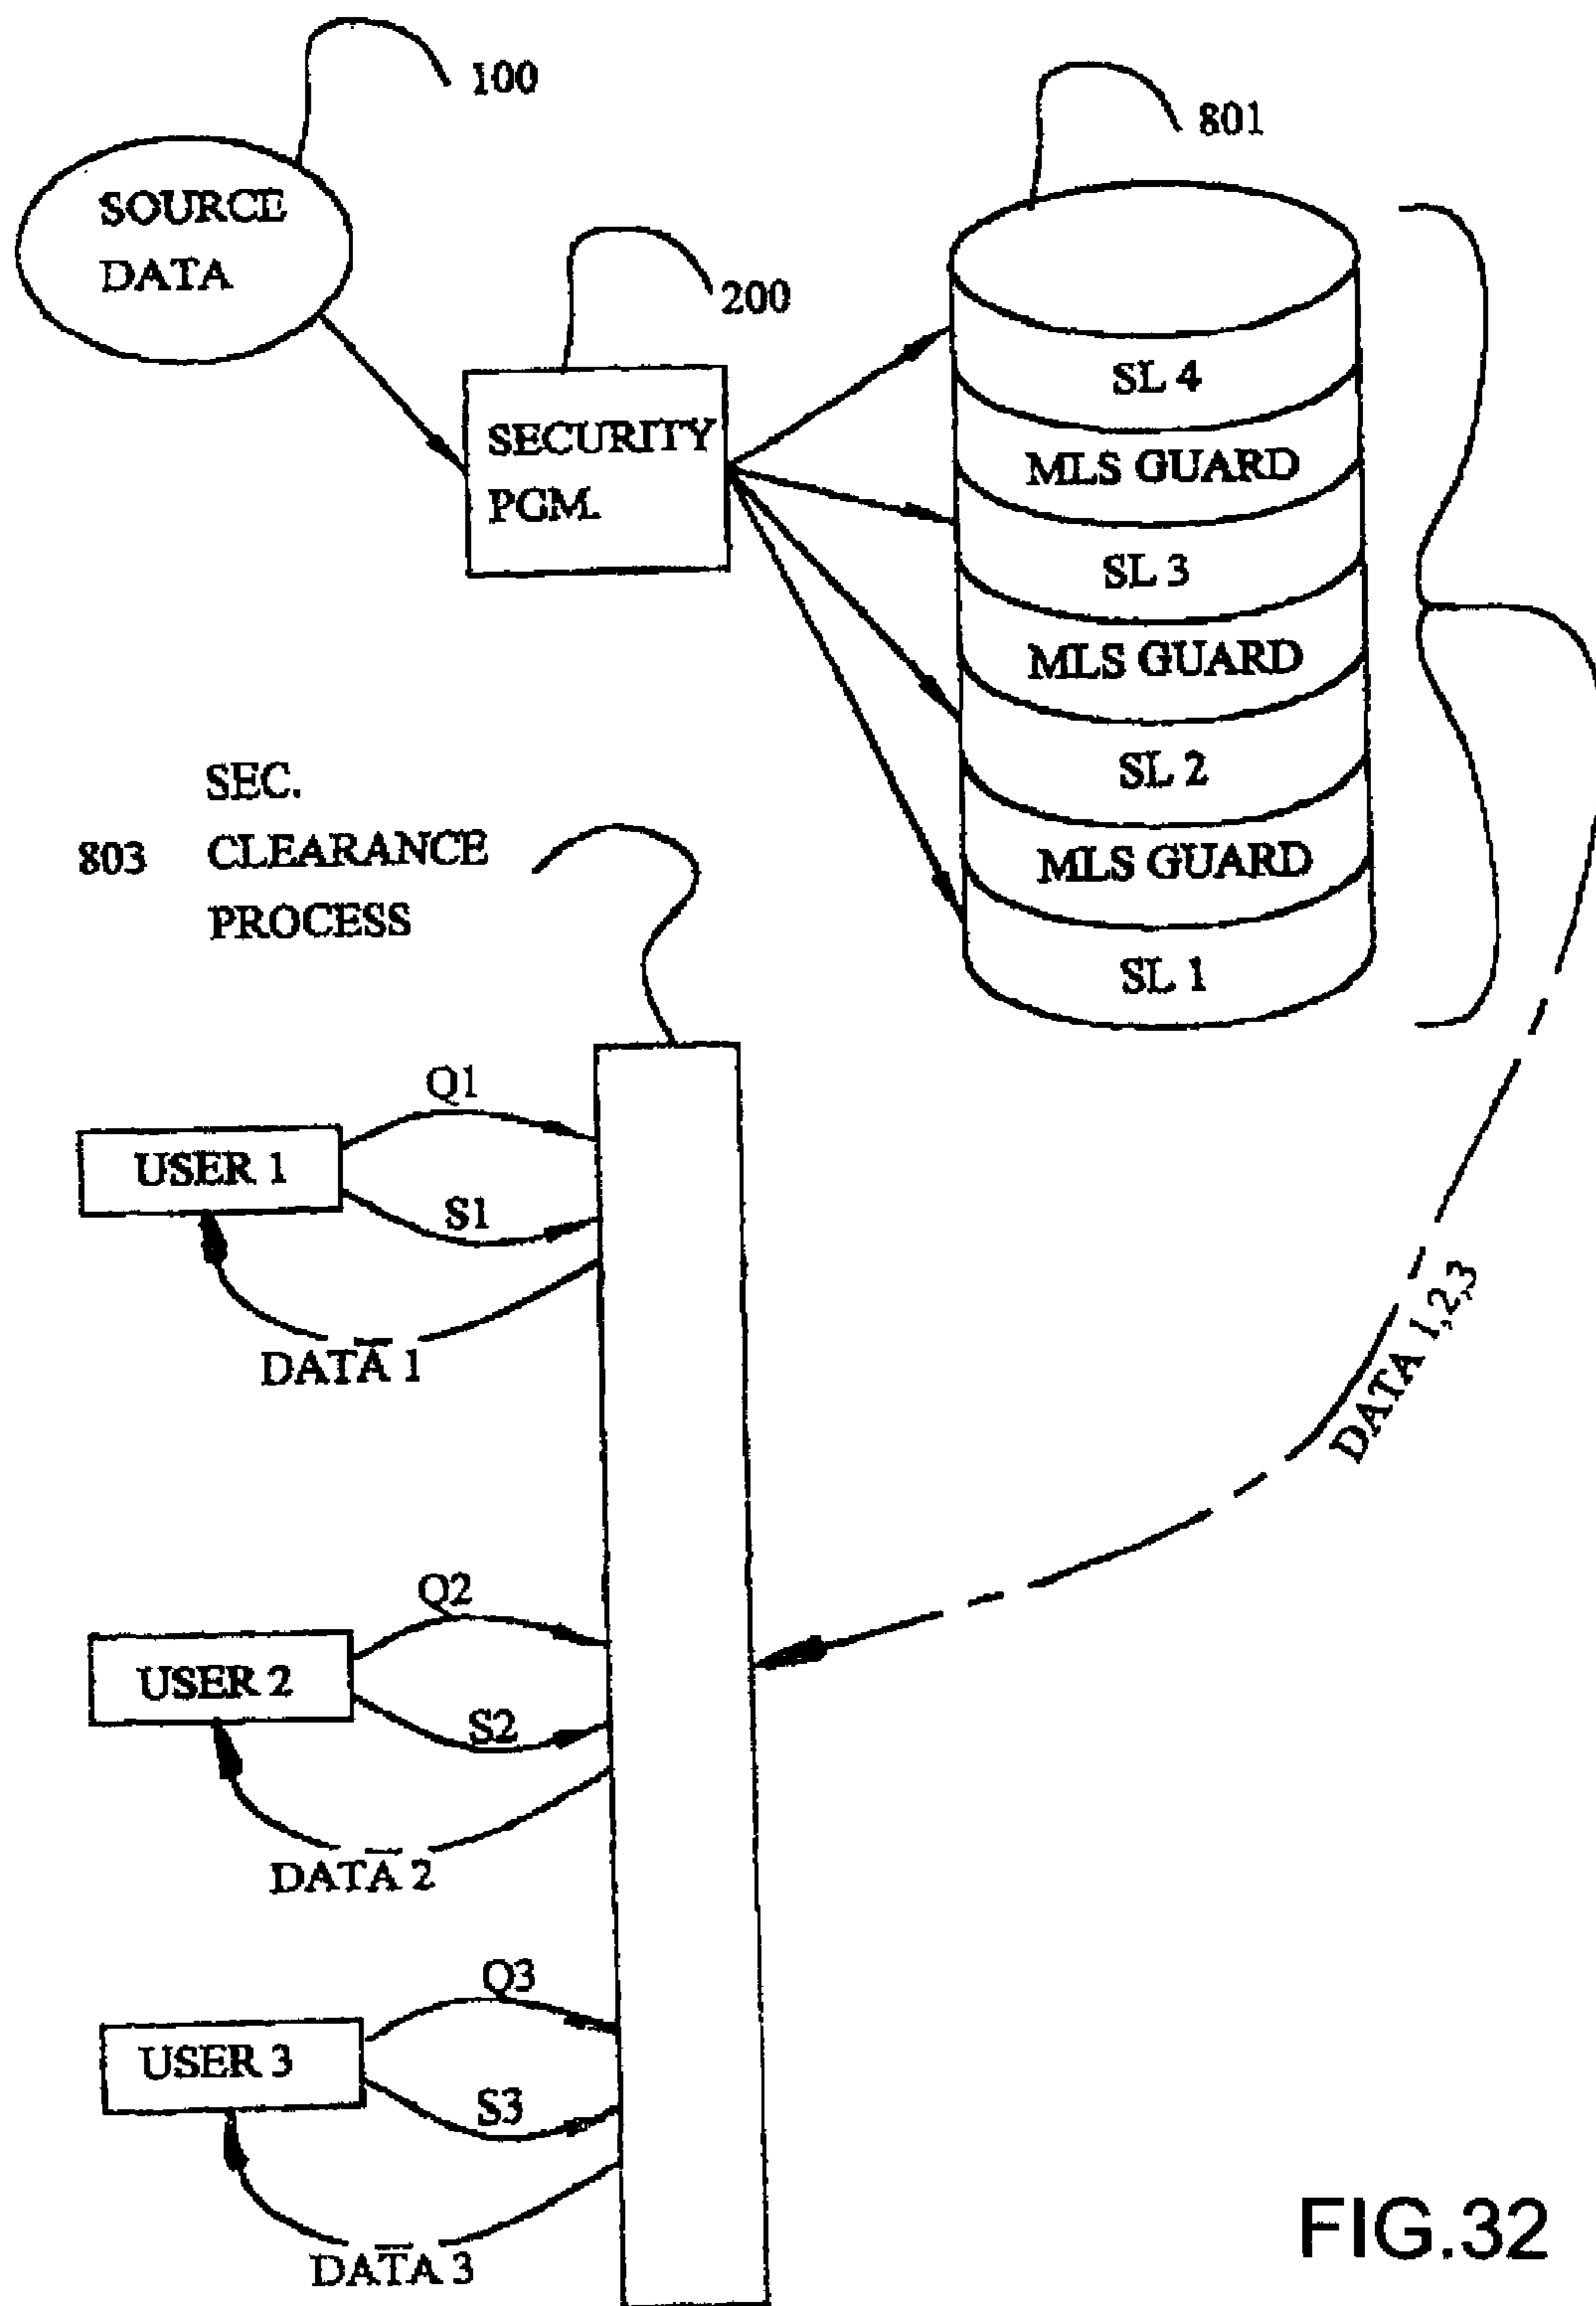 100
801
SOURCE
DATA
200
SL 4
SECURITY
PGM.
MLS GUARD
SL 3
MLS GUARD
SL 2
MLS GUARD
SL 1
SEC.
803 CLEARANCE
PROCESS
Q1
USER 1
S1
DATA 1
DATA 1,2,3
Q2
USER 2
S2
DATA 2
Q3
USER 3
S3
DATA 3
FIG.32